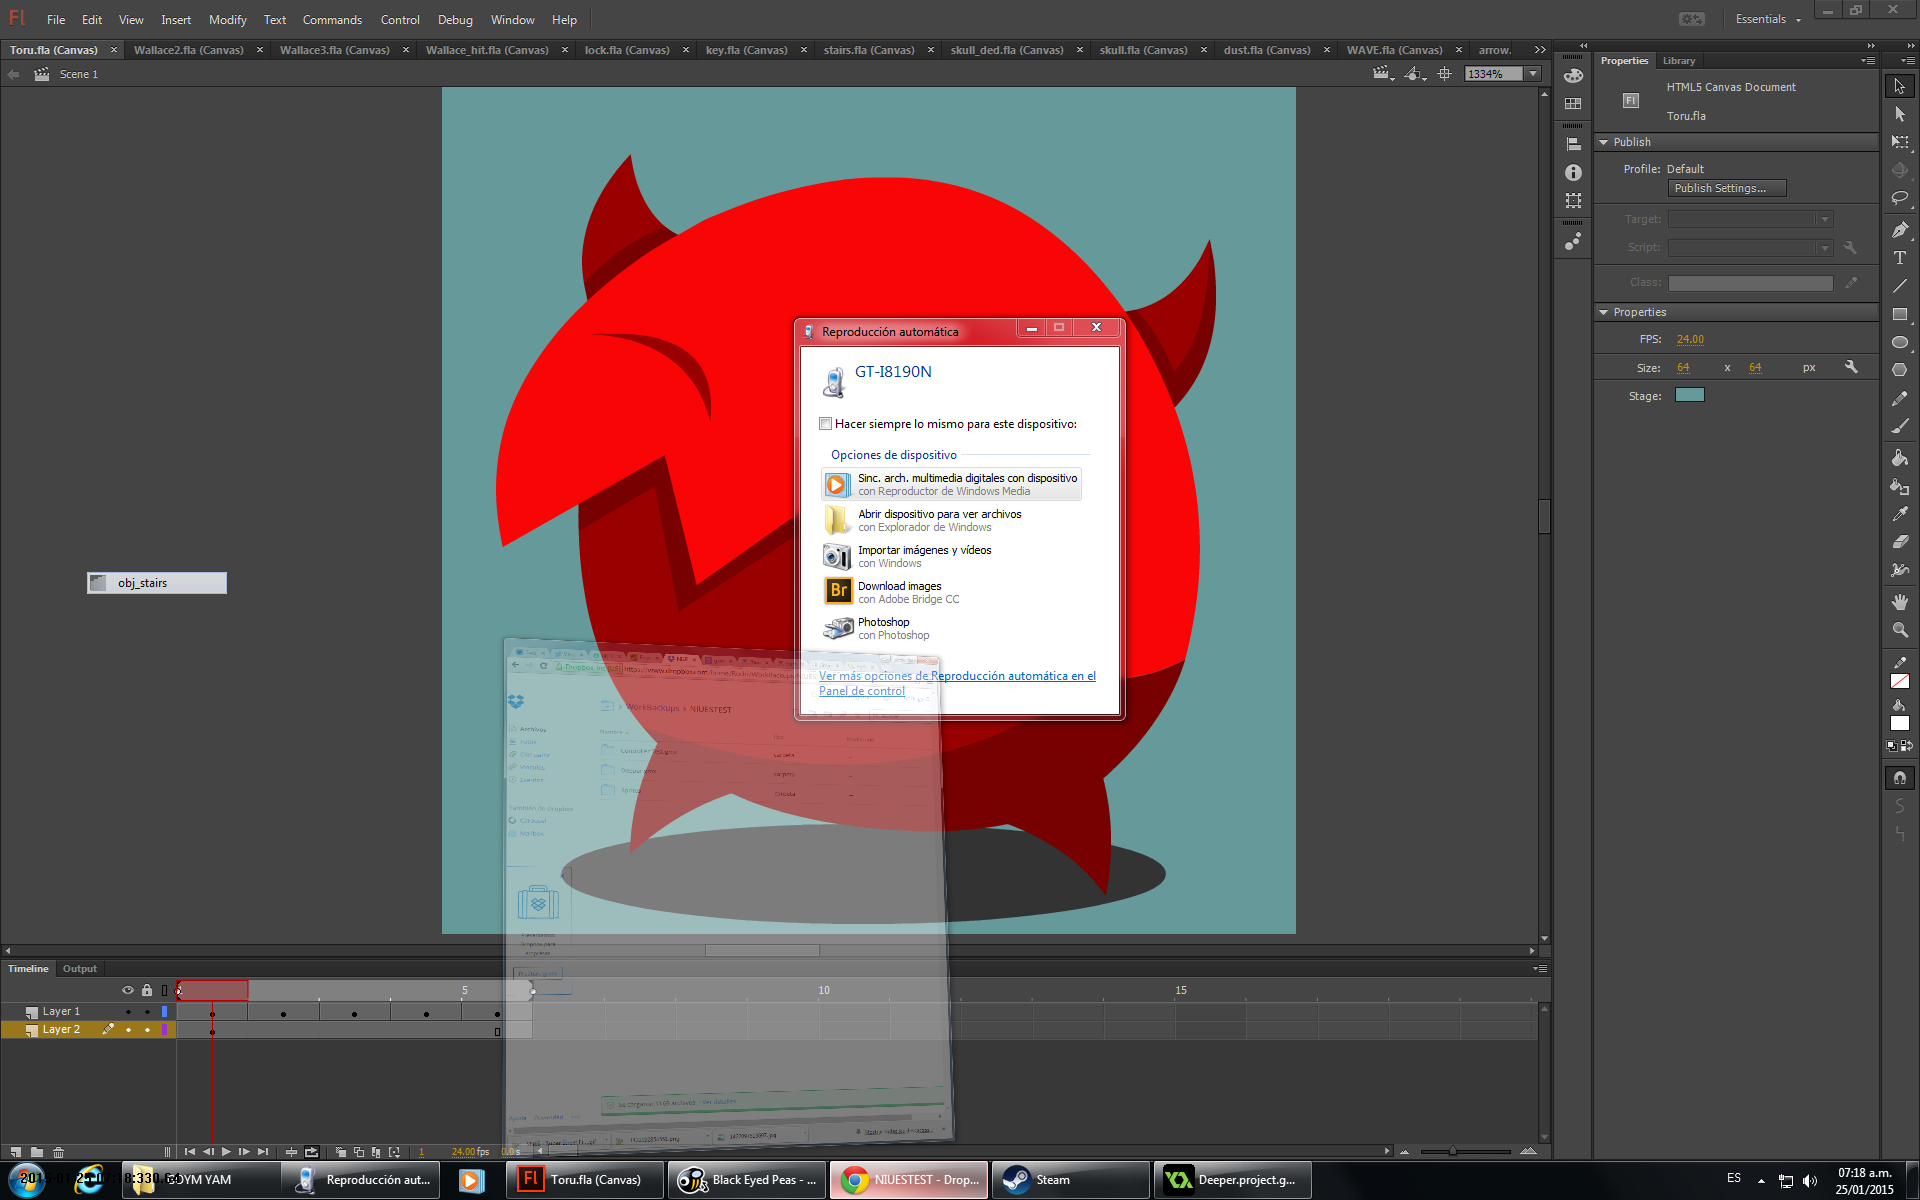 Fl File Edit View Insert Modify Text Commands Control Debug Window Help Essentials
Toru.fla (Canvas) Wallace2.fla (Canvas) Wallace3.fla (Canvas) Wallace_hit.fla (Canvas) lock.fla (Canvas) key.fla (Canvas) stairs.fla (Canvas) skull_ded.fla (Canvas) skull.fla (Canvas) dust.fla (Canvas) WAVE.fla (Canvas) arrow.
Scene 1
1334%
Properties Library
Fl
HTML5 Canvas Document
Toru.fla
Publish
Profile: Default
Publish Settings...
Target:
Script:
Class:
Properties
FPS: 24.00
Size: 64 x 64 px
Stage:
Reproducción automática
GT-I8190N
Hacer siempre lo mismo para este dispositivo:
Opciones de dispositivo
Sinc. arch. multimedia digitales con dispositivo
con Reproductor de Windows Media
Abrir dispositivo para ver archivos
con Explorador de Windows
Importar imágenes y vídeos
con Windows
Br Download images
con Adobe Bridge CC
Photoshop
con Photoshop
Ver más opciones de Reproducción automática en el
Panel de control
obj_stairs
WorkBackups › NIUESTEST
Archivos
Timeline Output
5 10 15
Layer 1
Layer 2
1 24.00 fps 0.0 s
YAM
Reproducción aut...
Fl Toru.fla (Canvas)
Black Eyed Peas - ...
NIUESTEST - Drop...
Steam
Deeper.project.g...
ES
07:18 a.m.
25/01/2015